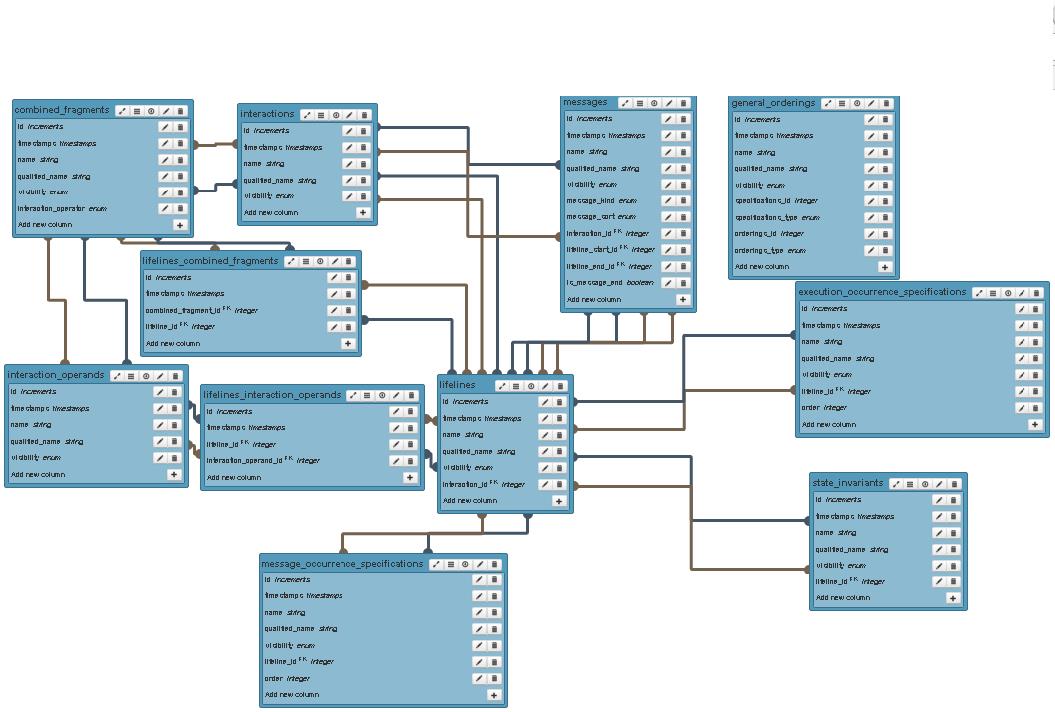 combined_fragments
id increments
timestamps timestamps
name string
qualified_name string
visibility enum
interaction_operator enum
Add new column
interactions
id increments
timestamps timestamps
name string
qualified_name string
visibility enum
Add new column
messages
id increments
timestamps timestamps
name string
qualified_name string
visibility enum
message_kind enum
message_sort enum
interaction_id FK integer
lifeline_start_id FK integer
lifeline_end_id FK integer
is_message_end boolean
Add new column
general_orderings
id increments
timestamps timestamps
name string
qualified_name string
visibility enum
specifications_id integer
specifications_type enum
orderings_id integer
orderings_type enum
Add new column
lifelines_combined_fragments
id increments
timestamps timestamps
combined_fragment_id FK integer
lifeline_id FK integer
Add new column
execution_occurrence_specifications
id increments
timestamps timestamps
name string
qualified_name string
visibility enum
lifeline_id FK integer
order integer
Add new column
interaction_operands
id increments
timestamps timestamps
name string
qualified_name string
visibility enum
Add new column
lifelines_interaction_operands
id increments
timestamps timestamps
lifeline_id FK integer
interaction_operand_id FK integer
Add new column
lifelines
id increments
timestamps timestamps
name string
qualified_name string
visibility enum
interaction_id FK integer
Add new column
state_invariants
id increments
timestamps timestamps
name string
qualified_name string
visibility enum
lifeline_id FK integer
Add new column
message_occurrence_specifications
id increments
timestamps timestamps
name string
qualified_name string
visibility enum
lifeline_id FK integer
order integer
Add new column